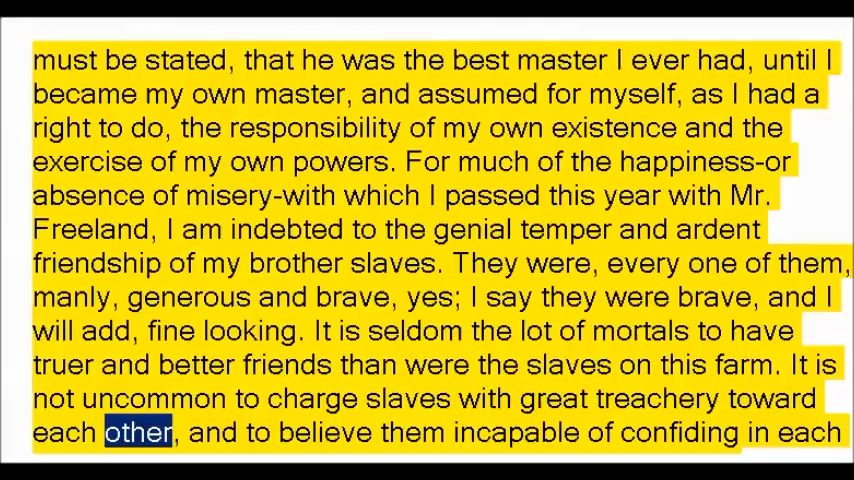 must be stated, that he was the best master I ever had, until I
became my own master, and assumed for myself, as I had a
right to do, the responsibility of my own existence and the
exercise of my own powers. For much of the happiness-or
absence of misery-with which I passed this year with Mr.
Freeland, I am indebted to the genial temper and ardent
friendship of my brother slaves. They were, every one of them,
manly, generous and brave, yes; I say they were brave, and I
will add, fine looking. It is seldom the lot of mortals to have
truer and better friends than were the slaves on this farm. It is
not uncommon to charge slaves with great treachery toward
each other, and to believe them incapable of confiding in each